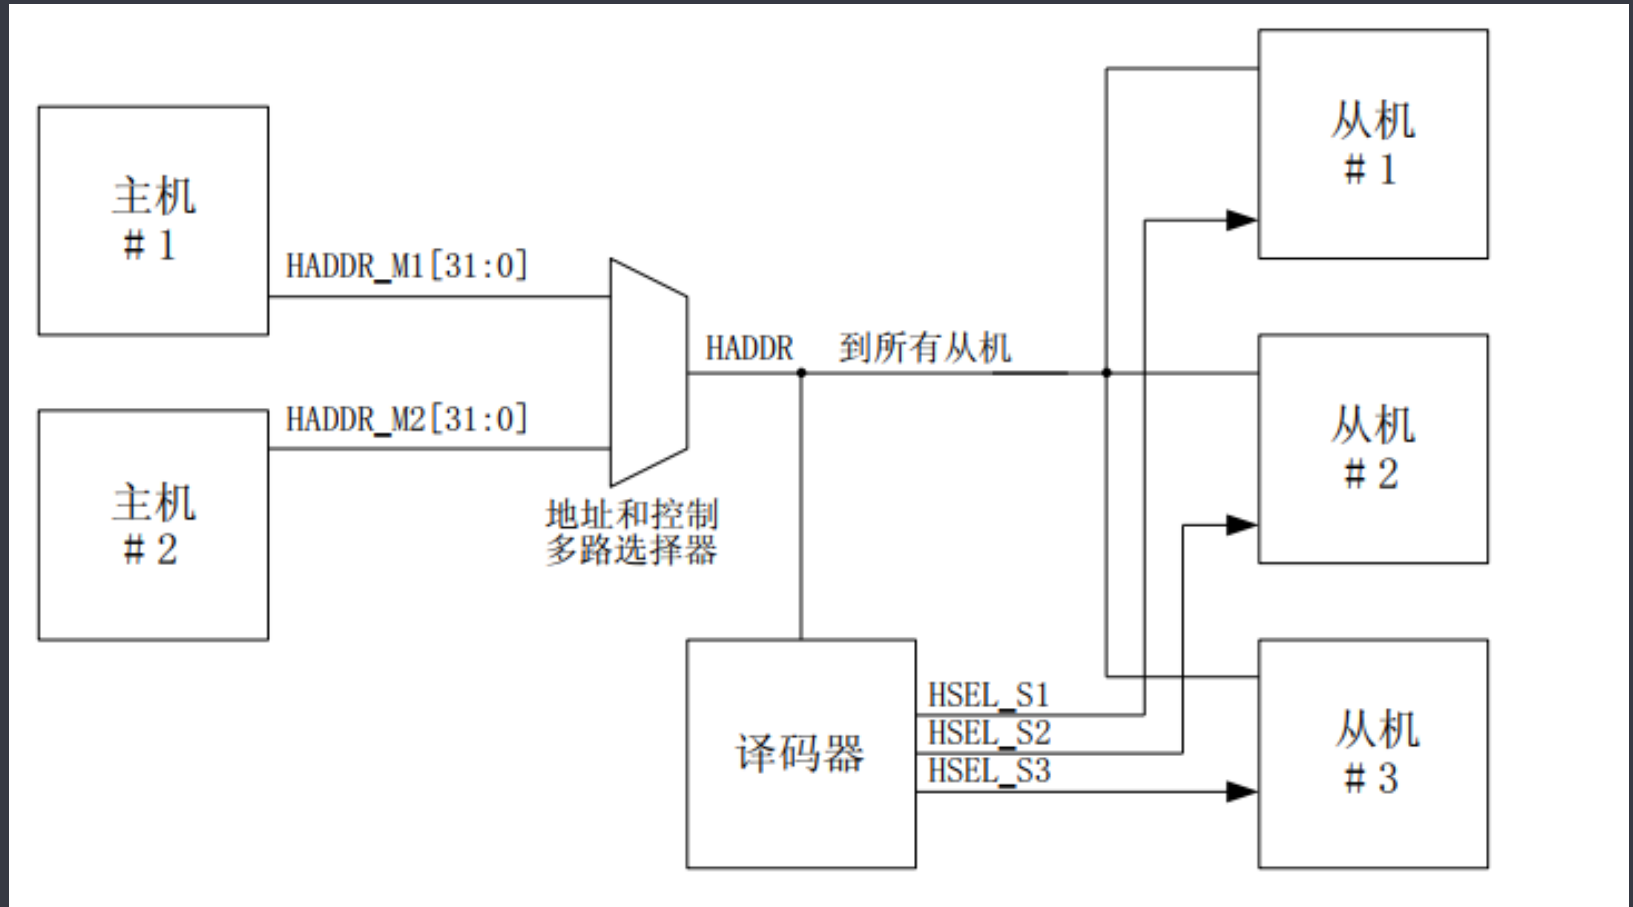 从机
#1
主机
#1
HADDR_M1[31:0]
HADDR 到所有从机
HADDR_M2[31:0]
从机
#2
主机
#2
地址和控制
多路选择器
HSEL_S1
HSEL_S2
HSEL_S3
译码器
从机
#3